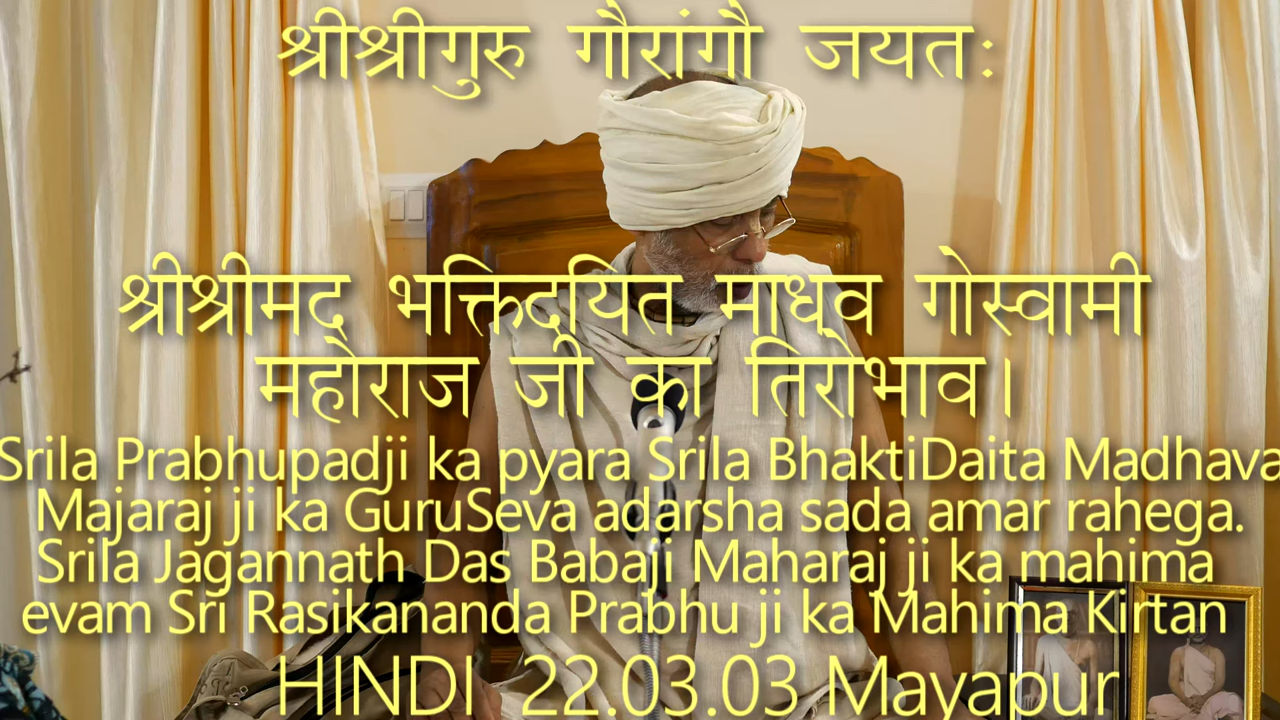 श्रीश्रीगुरु गौरांगौ जयतः
श्रीश्रीमद् भक्तिदयित माध्व गोस्वामी
महाराज जी का तिरोभाव।
Srila Prabhupadji ka pyara Srila BhaktiDaita Madhava
Majaraj ji ka GuruSeva adarsha sada amar rahega.
Srila Jagannath Das Babaji Maharaj ji ka mahima
evam Sri Rasikananda Prabhu ji ka Mahima Kirtan
HINDI 22.03.03 Mayapur